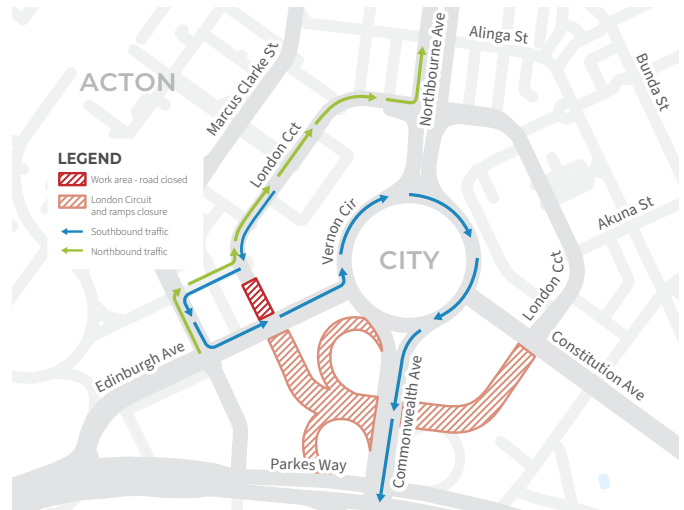 Alinga St
Northbourne Ave
Bunda St
ACTON
Marcus Clarke St
London Cct
LEGEND
Work area - road closed
London Circuit
and ramps closure
Southbound traffic
Northbound traffic
Vernon Cir
CITY
Akuna St
London Cct
Constitution Ave
Edinburgh Ave
Commonwealth Ave
Parkes Way